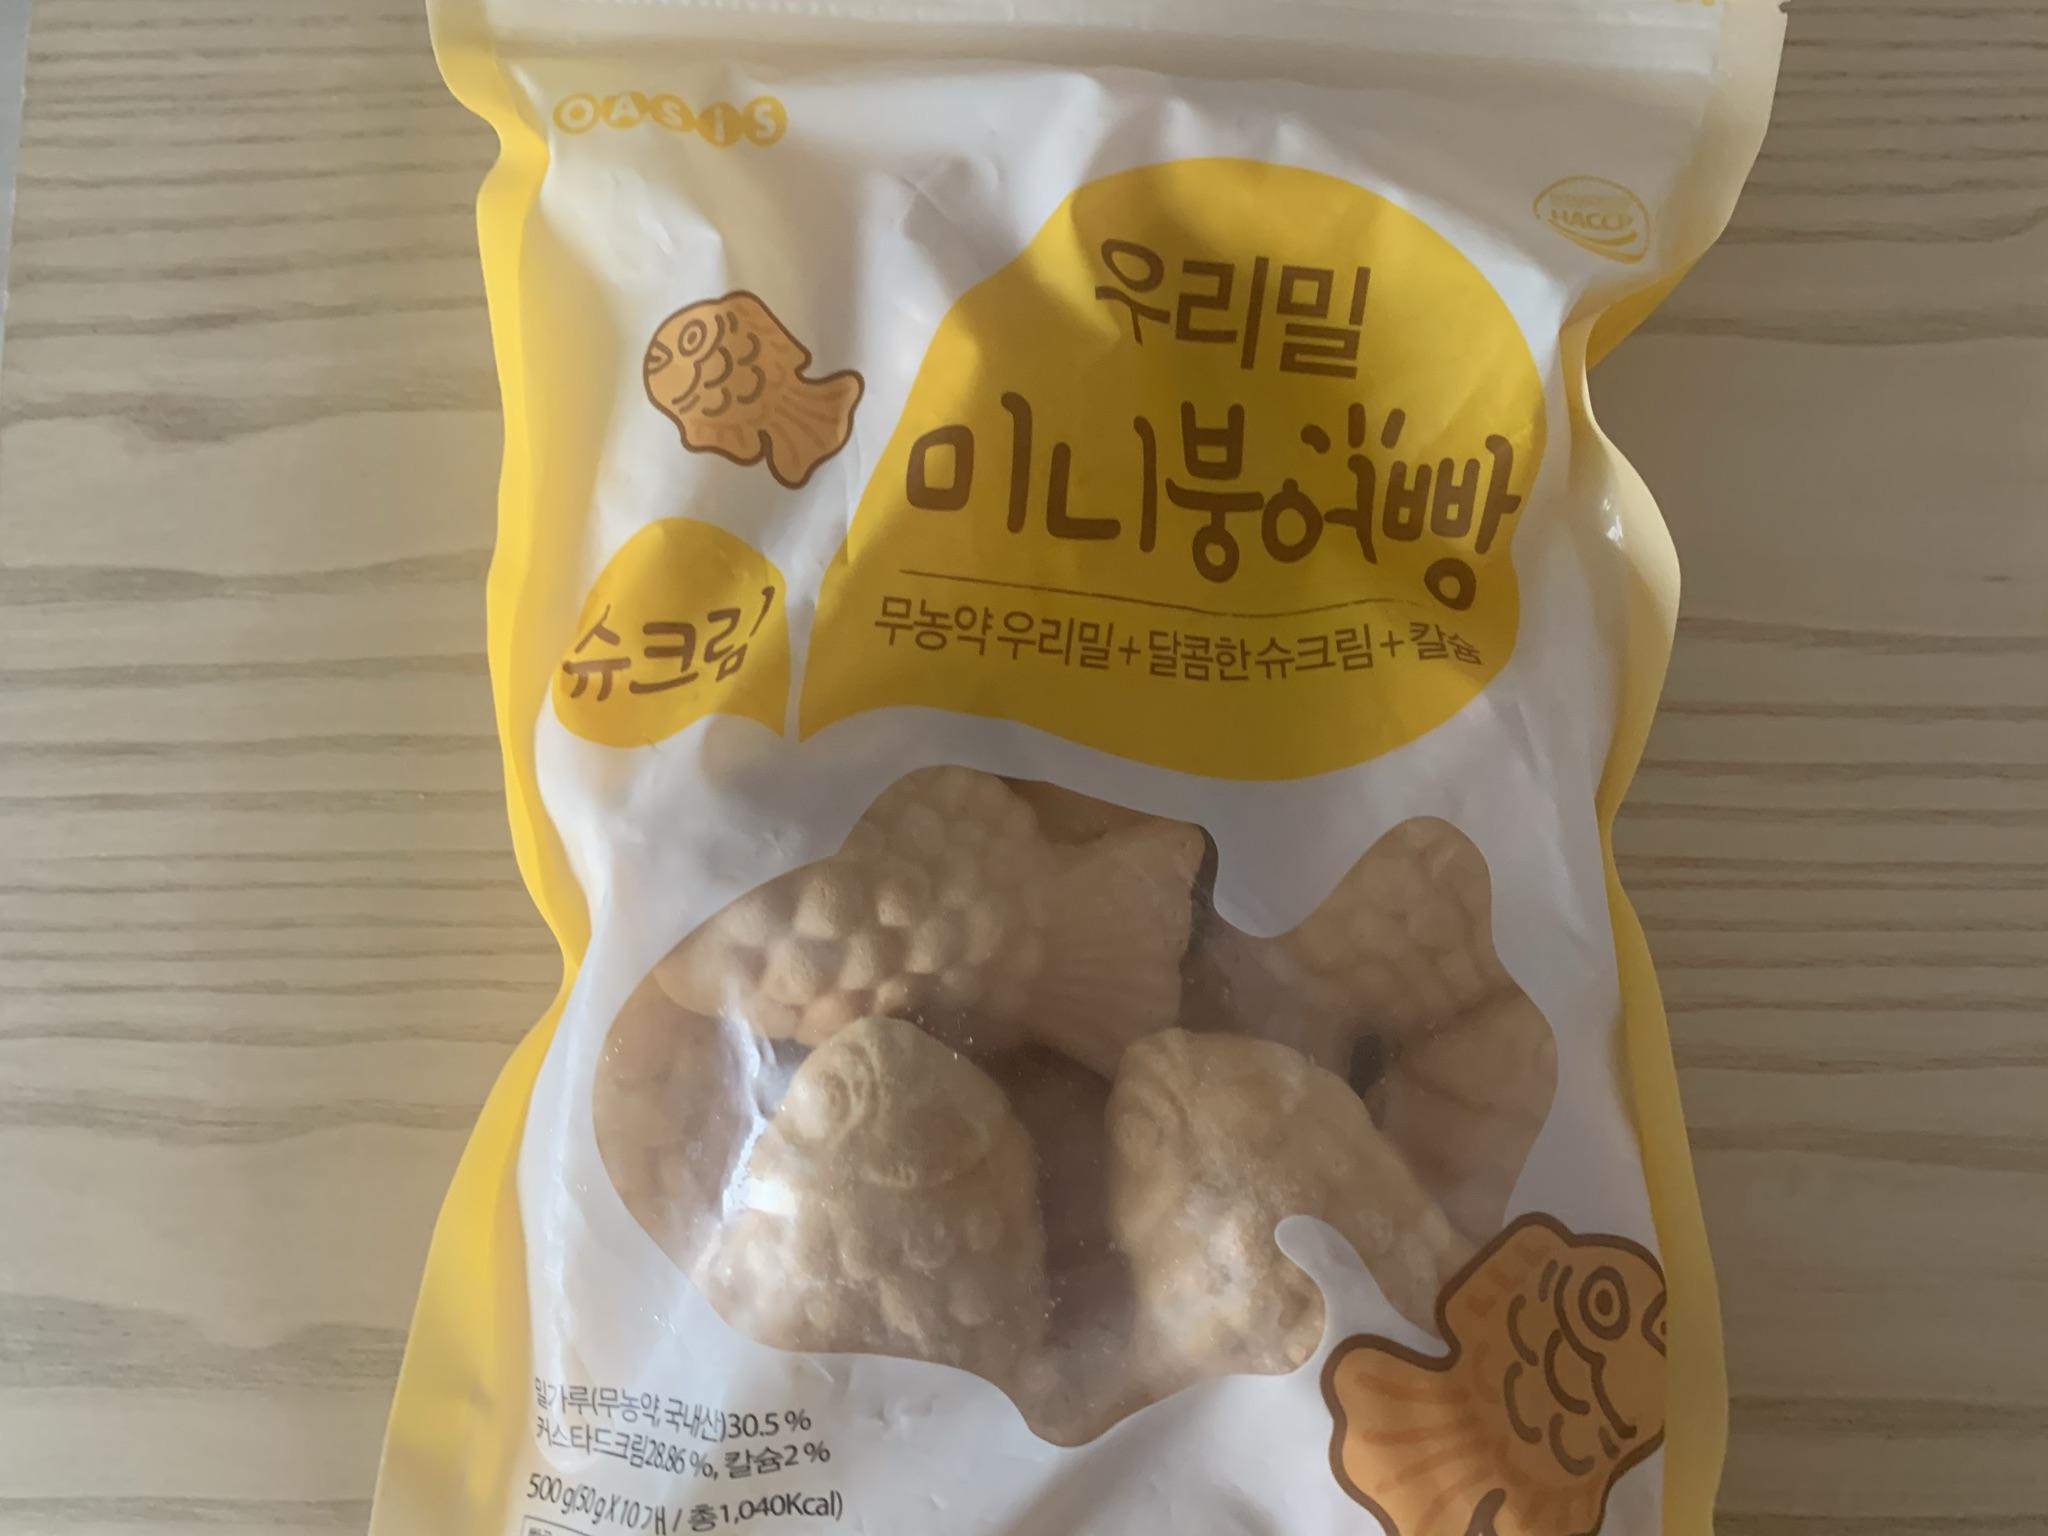 OASIS
HACCP
우리밀
미니붕어빵
무농약 우리밀 + 달콤한 슈크림 + 칼슘
슈크림
밀가루(무농약, 국내산)30.5 %
커스타드크림28.86 %, 칼슘2 %
500 g(50 g X 10개 / 총1,040Kcal)